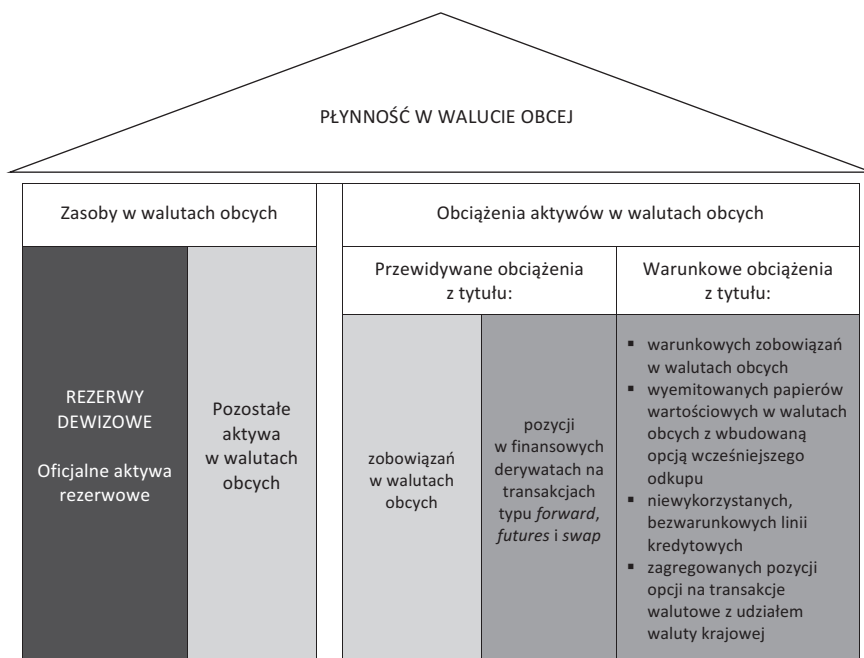 PŁYNNOŚĆ W WALUCIE OBCEJ
Zasoby w walutach obcych
Obciążenia aktywów w walutach obcych
Przewidywane obciążenia
z tytułu:
Warunkowe obciążenia
z tytułu:
REZERWY
DEWIZOWE
Oficjalne aktywa
rezerwowe
Pozostałe
aktywa
w walutach
obcych
zobowiązań
w walutach
obcych
pozycji
w finansowych
derywatach na
transakcjach
typu forward,
futures i swap
▪ warunkowych zobowiązań
w walutach obcych
▪ wyemitowanych papierów
wartościowych w walutach
obcych z wbudowaną
opcją wcześniejszego
odkupu
▪ niewykorzystanych,
bezwarunkowych linii
kredytowych
▪ zagregowanych pozycji
opcji na transakcje
walutowe z udziałem
waluty krajowej